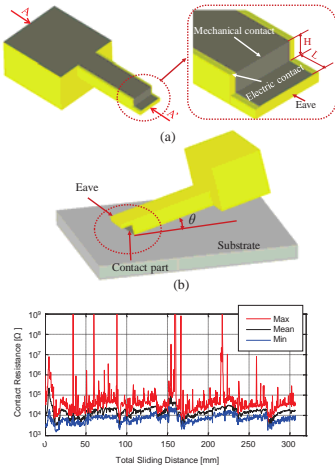 A
A'
Mechanical contact
Electric contact
H
L
Eave
(a)
Eave
θ
Substrate
Contact part
(b)
Contact Resistance [Ω]
10⁹
10⁸
10⁷
10⁶
10⁵
10⁴
10³
Max
Mean
Min
0 50 100 150 200 250 300
Total Sliding Distance [mm]